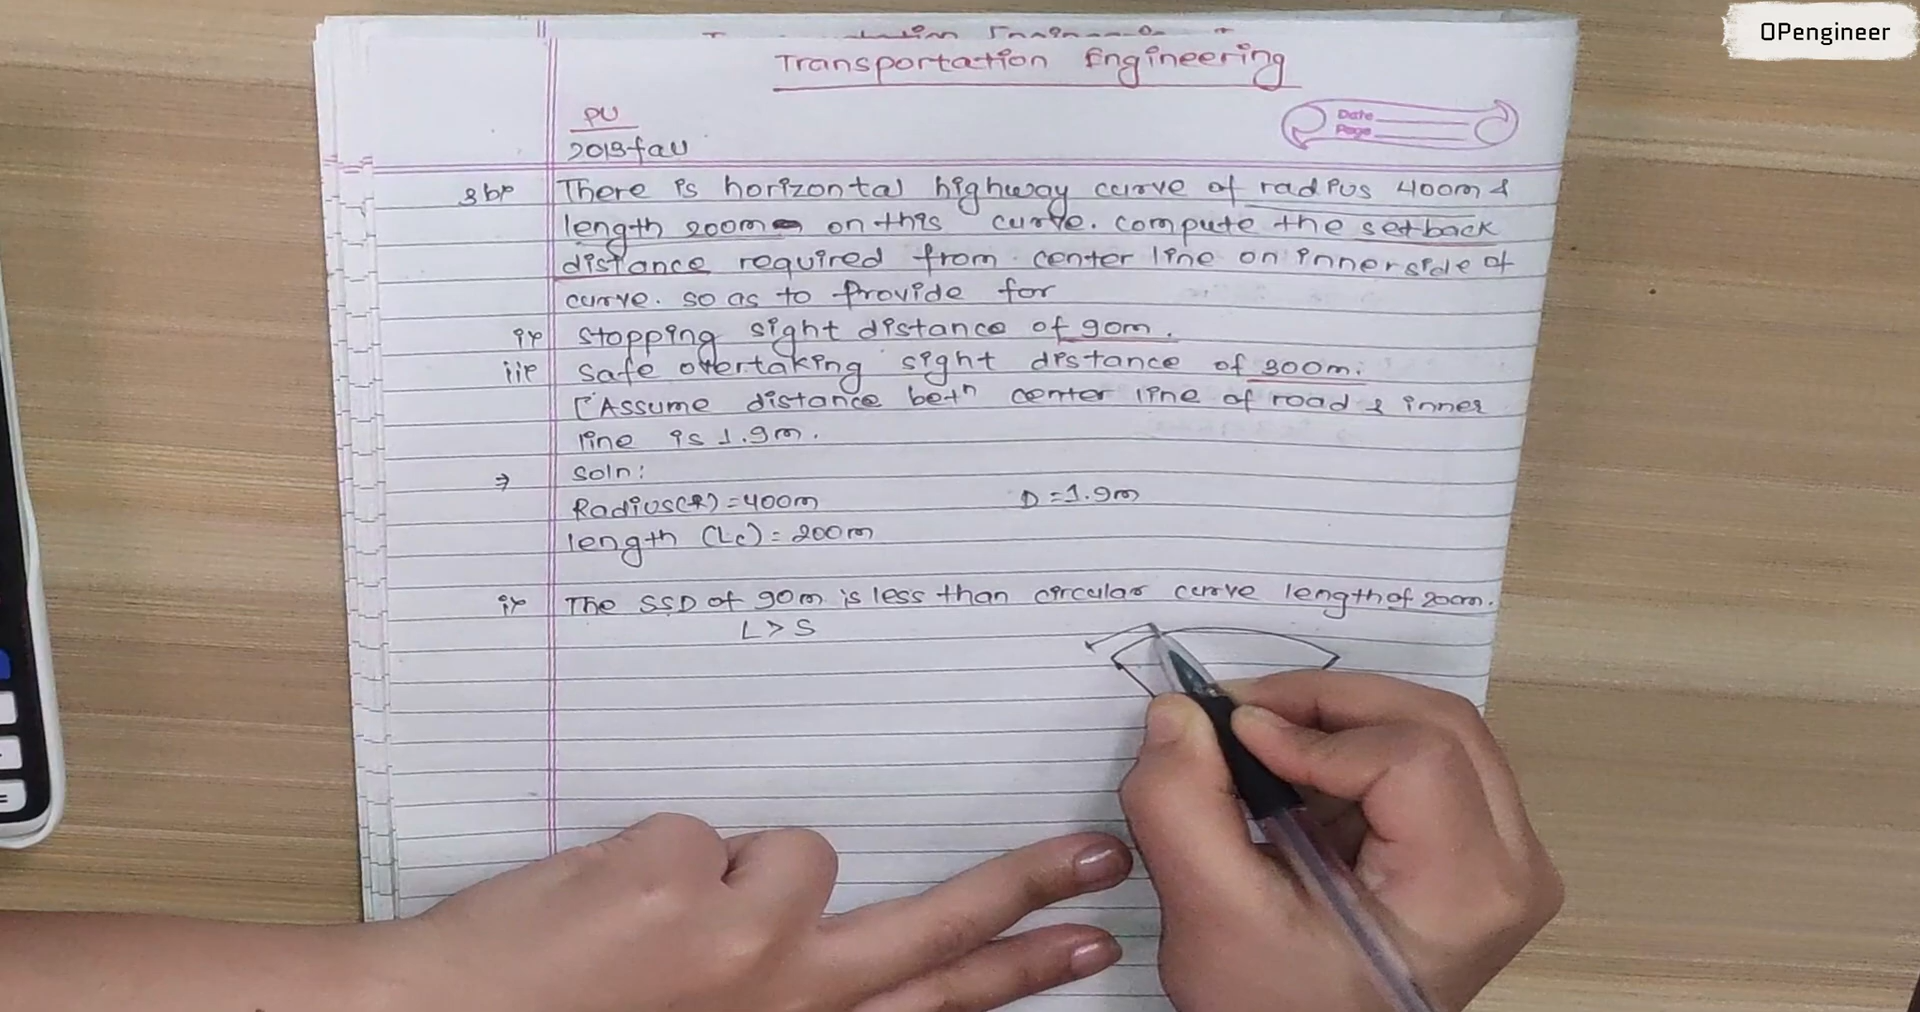 OPengineer
Transportation Engineering
PU
2019 fall
Date
Page
3b) There is horizontal highway curve of radius 400m &
length 200m on this curve. compute the setback
distance required from center line on inner side of
curve. so as to provide for
i) stopping sight distance of 90m.
ii) safe overtaking sight distance of 300m.
[Assume distance betn center line of road & inner
line is 1.9m.
⇒ soln:
Radius(R)=400m D=1.9m
length (Lc)=200m
i) The SSD of 90m is less than circular curve length of 200m.
L > S